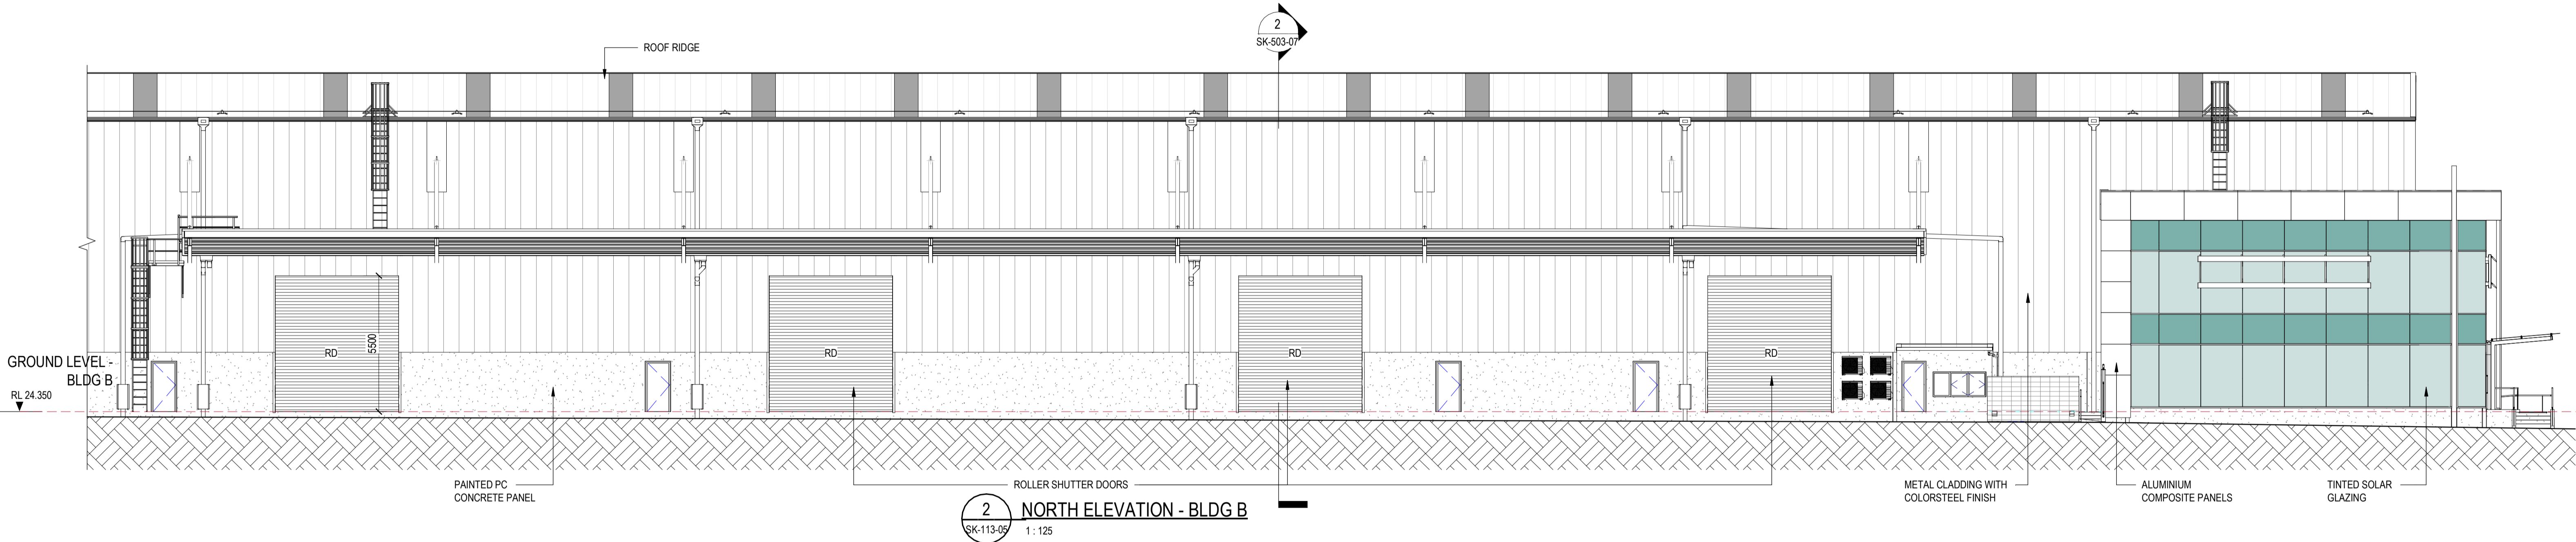 2
SK-503-07
ROOF RIDGE
5500
RD
RD
RD
RD
GROUND LEVEL -
BLDG B
RL 24.350
PAINTED PC
CONCRETE PANEL
ROLLER SHUTTER DOORS
METAL CLADDING WITH
COLORSTEEL FINISH
ALUMINIUM
COMPOSITE PANELS
TINTED SOLAR
GLAZING
2
SK-113-05
NORTH ELEVATION - BLDG B
1 : 125